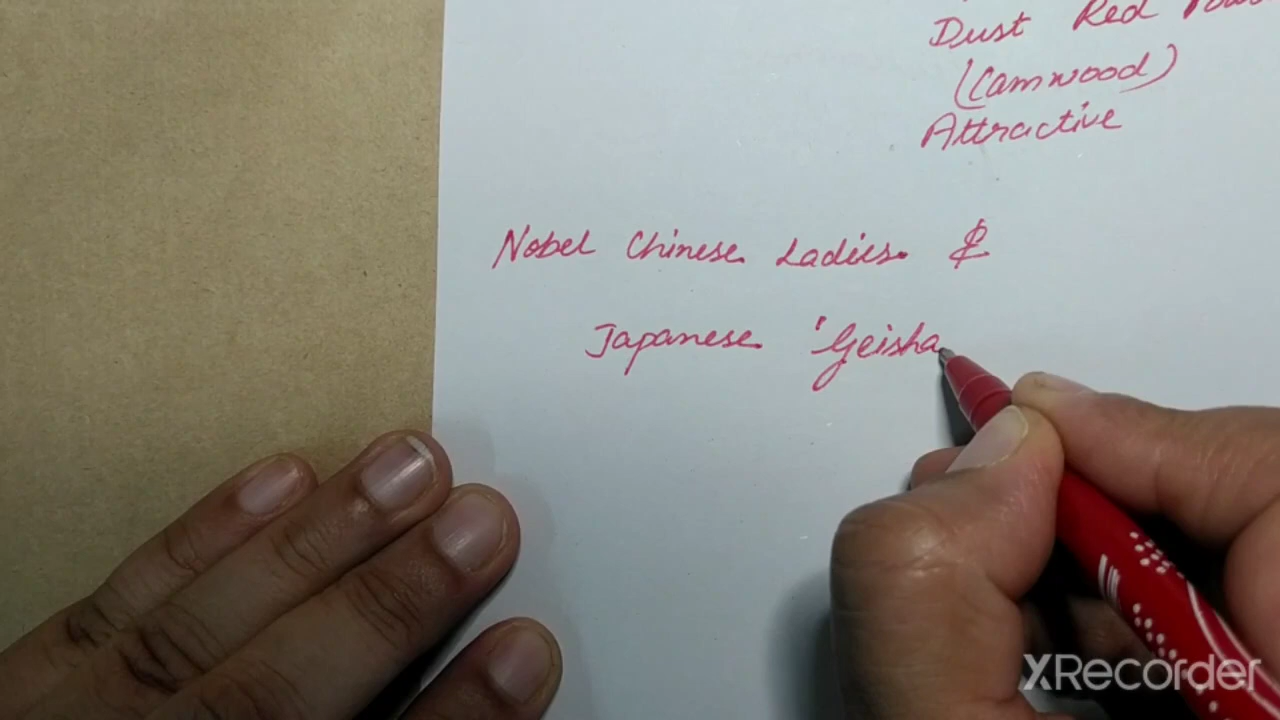 Dust Red
(Camwood)
Attractive
Nobel Chinese Ladies &
Japanese 'Geisha
XRecorder